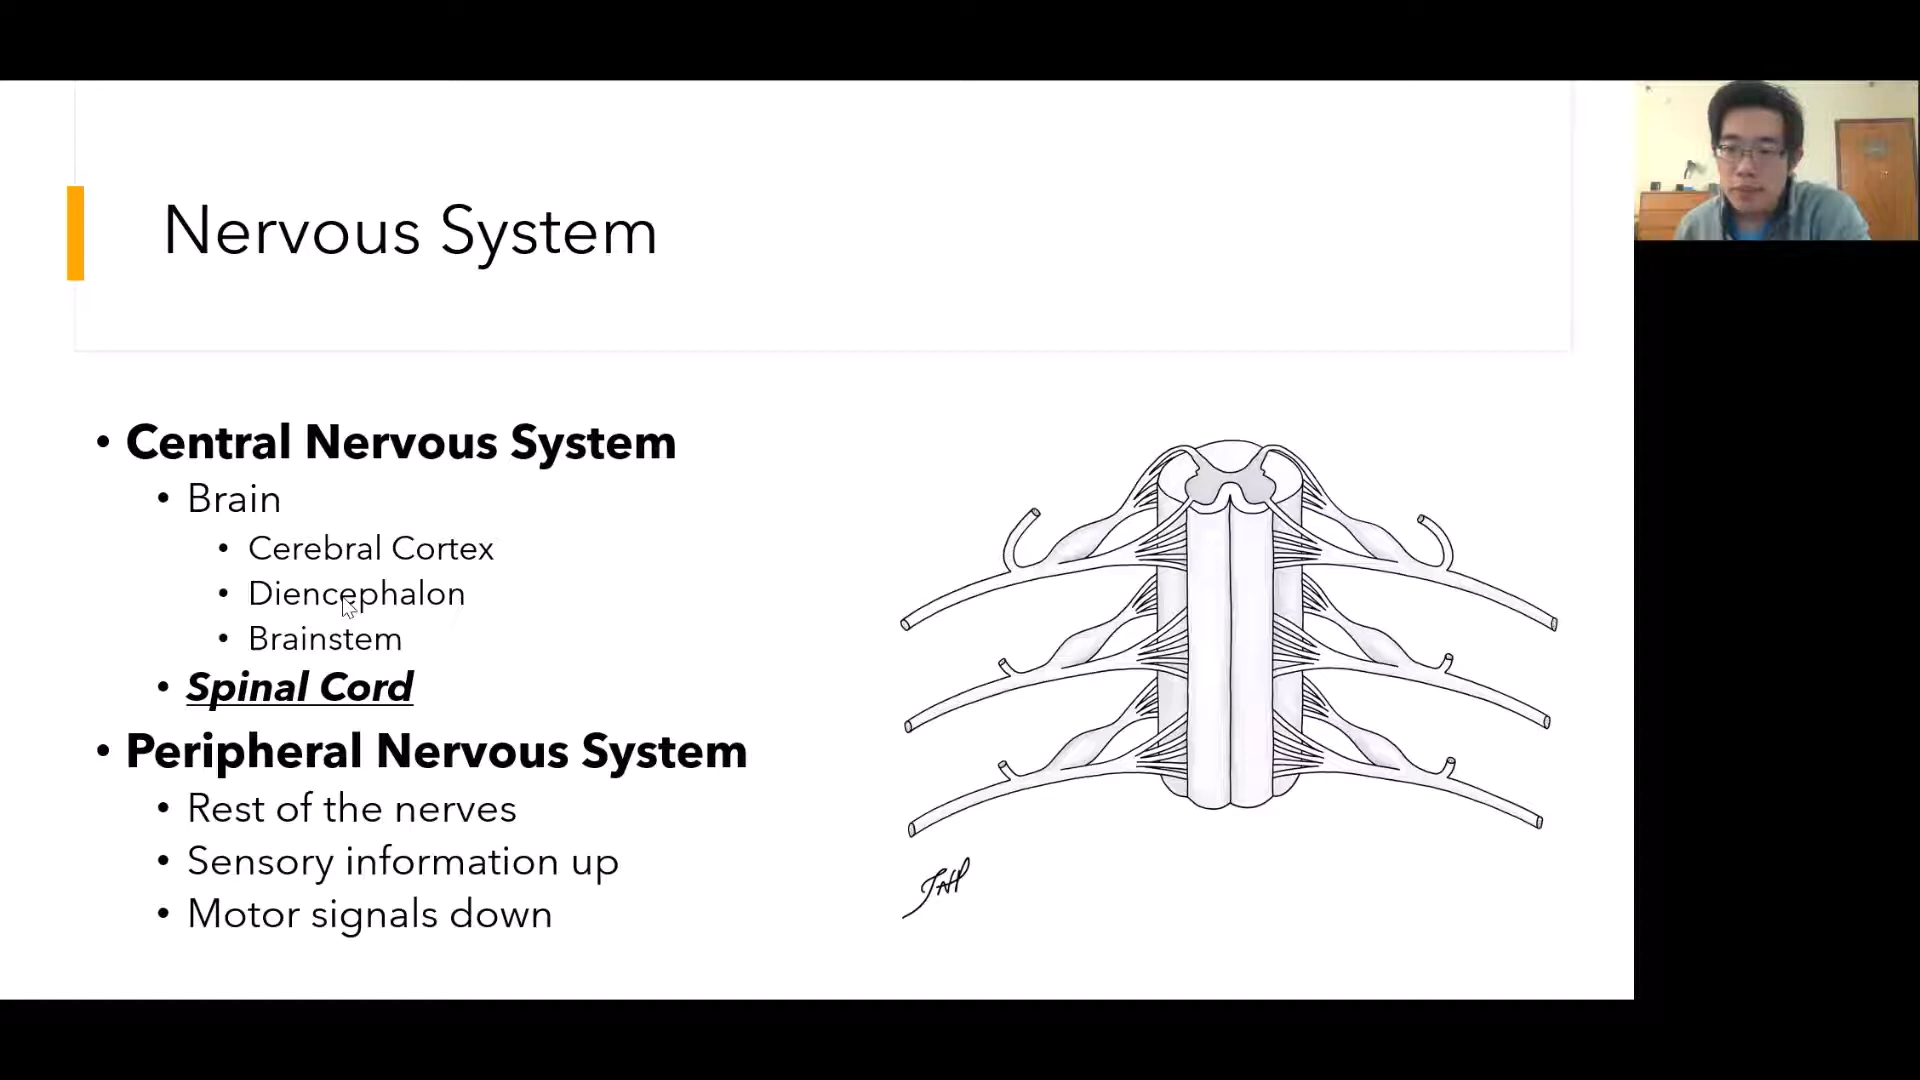 Nervous System
• Central Nervous System
• Brain
• Cerebral Cortex
• Diencephalon
• Brainstem
• Spinal Cord
• Peripheral Nervous System
• Rest of the nerves
• Sensory information up
• Motor signals down